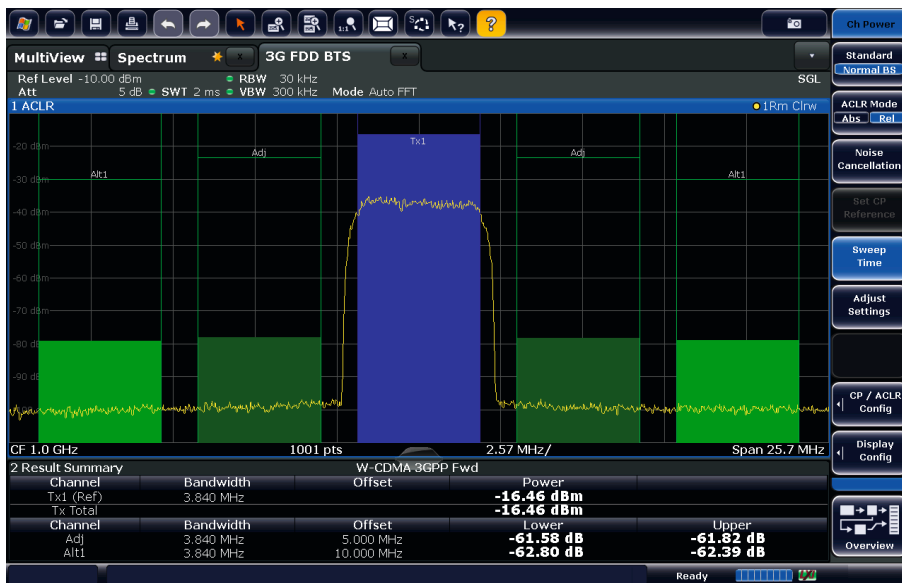 Ch Power
MultiView Spectrum x 3G FDD BTS x
Ref Level -10.00 dBm RBW 30 kHz SGL
Att 5 dB SWT 2 ms VBW 300 kHz Mode Auto FFT
1 ACLR 1Rm Clrw
Tx1
-20 dBm
Adj Adj
Alt1 Alt1
-30 dBm
-40 dBm
-50 dBm
-60 dBm
-70 dBm
-80 dBm
-90 dB
CF 1.0 GHz 1001 pts 2.57 MHz/ Span 25.7 MHz
2 Result Summary W-CDMA 3GPP Fwd
Channel Bandwidth Offset Power
Tx1 (Ref) 3.840 MHz -16.46 dBm
Tx Total -16.46 dBm
Channel Bandwidth Offset Lower Upper
Adj 3.840 MHz 5.000 MHz -61.58 dB -61.82 dB
Alt1 3.840 MHz 10.000 MHz -62.80 dB -62.39 dB
Ready
Standard
Normal BS
ACLR Mode
Abs Rel
Noise
Cancellation
Set CP
Reference
Sweep
Time
Adjust
Settings
CP / ACLR
Config
Display
Config
Overview